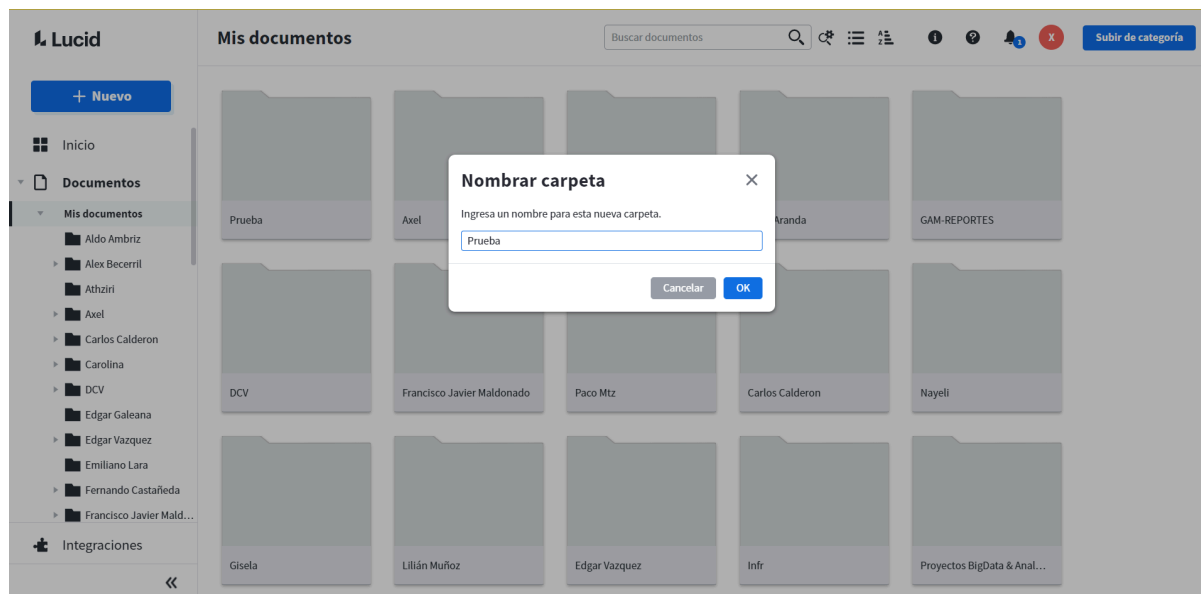 Lucid
Mis documentos
Buscar documentos
1
X
Subir de categoría
+ Nuevo
Inicio
Documentos
Mis documentos
Aldo Ambriz
Alex Becerril
Athziri
Axel
Carlos Calderon
Carolina
DCV
Edgar Galeana
Edgar Vazquez
Emiliano Lara
Fernando Castañeda
Francisco Javier Mald...
Integraciones
Nombrar carpeta
Ingresa un nombre para esta nueva carpeta.
Prueba
Cancelar
OK
Prueba
Axel
Aranda
GAM-REPORTES
DCV
Francisco Javier Maldonado
Paco Mtz
Carlos Calderon
Nayeli
Gisela
Lilián Muñoz
Edgar Vazquez
Infr
Proyectos BigData & Anal...